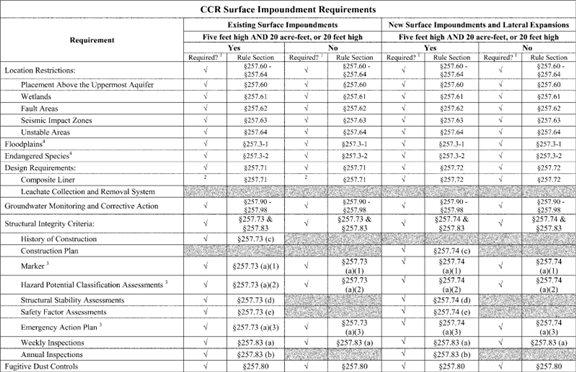 CCR Surface Impoundment Requirements
Requirement
Existing Surface Impoundments
New Surface Impoundments and Lateral Expansions
Five feet high AND 20 acre-feet, or 20 feet high
Five feet high AND 20 acre-feet, or 20 feet high
Yes No Yes No
Required? 1 Rule Section Required? 1 Rule Section Required? 1 Rule Section Required? 1 Rule Section
Location Restrictions: √ §257.60 - §257.64 √ §257.60 - §257.64 √ §257.60 - §257.64 √ §257.60 - §257.64
Placement Above the Uppermost Aquifer √ §257.60 √ §257.60 √ §257.60 √ §257.60
Wetlands √ §257.61 √ §257.61 √ §257.61 √ §257.61
Fault Areas √ §257.62 √ §257.62 √ §257.62 √ §257.62
Seismic Impact Zones √ §257.63 √ §257.63 √ §257.63 √ §257.63
Unstable Areas √ §257.64 √ §257.64 √ §257.64 √ §257.64
Floodplains4 √ §257.3-1 √ §257.3-1 √ §257.3-1 √ §257.3-1
Endangered Species4 √ §257.3-2 √ §257.3-2 √ §257.3-2 √ §257.3-2
Design Requirements: √ §257.71 √ §257.71 √ §257.72 √ §257.72
Composite Liner 2 §257.71 2 §257.71 √ §257.72 √ §257.72
Leachate Collection and Removal System
Groundwater Monitoring and Corrective Action √ §257.90 - §257.98 √ §257.90 - §257.98 √ §257.90 - §257.98 √ §257.90 - §257.98
Structural Integrity Criteria: √ §257.73 & §257.83 √ §257.73 & §257.83 √ §257.74 & §257.83 √ §257.74 & §257.83
History of Construction √ §257.73 (c)
Construction Plan √ §257.74 (c)
Marker 3 √ §257.73 (a)(1) √ §257.73 (a)(1) √ §257.74 (a)(1) √ §257.74 (a)(1)
Hazard Potential Classification Assessments 3 √ §257.73 (a)(2) √ §257.73 (a)(2) √ §257.74 (a)(2) √ §257.74 (a)(2)
Structural Stability Assessments √ §257.73 (d) √ §257.74 (d)
Safety Factor Assessments √ §257.73 (e) √ §257.74 (e)
Emergency Action Plan 3 √ §257.73 (a)(3) √ §257.73 (a)(3) √ §257.74 (a)(3) √ §257.74 (a)(3)
Weekly Inspections √ §257.83 (a) √ §257.83 (a) √ §257.83 (a) √ §257.83 (a)
Annual Inspections √ §257.83 (b) √ §257.83 (b)
Fugitive Dust Controls √ §257.80 √ §257.80 √ §257.80 √ §257.80